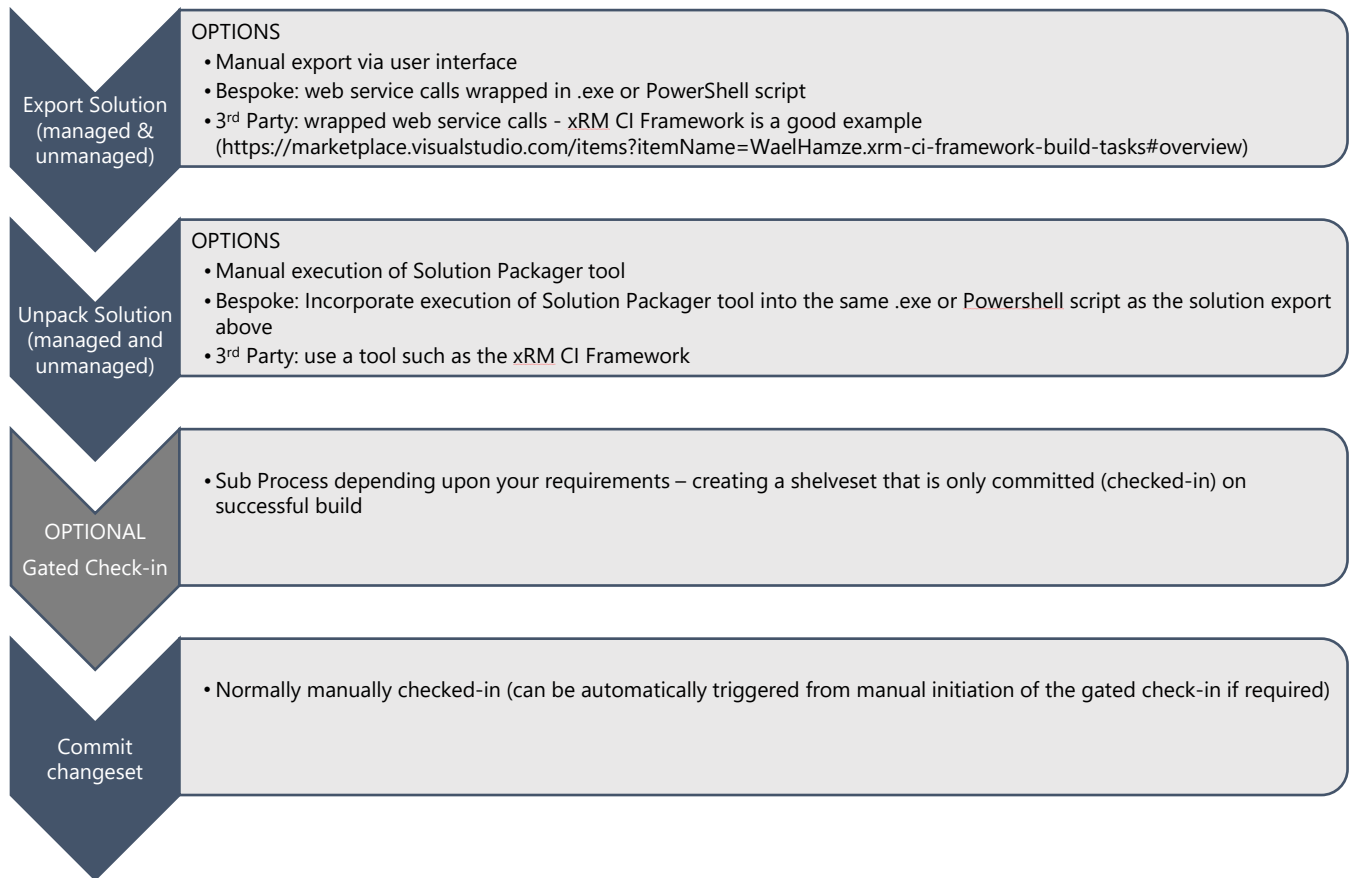 Export Solution
(managed &
unmanaged)
OPTIONS
• Manual export via user interface
• Bespoke: web service calls wrapped in .exe or PowerShell script
• 3rd Party: wrapped web service calls - xRM CI Framework is a good example
(https://marketplace.visualstudio.com/items?itemName=WaelHamze.xrm-ci-framework-build-tasks#overview)
Unpack Solution
(managed and
unmanaged)
OPTIONS
• Manual execution of Solution Packager tool
• Bespoke: Incorporate execution of Solution Packager tool into the same .exe or Powershell script as the solution export
above
• 3rd Party: use a tool such as the xRM CI Framework
OPTIONAL
Gated Check-in
• Sub Process depending upon your requirements – creating a shelveset that is only committed (checked-in) on
successful build
Commit
changeset
• Normally manually checked-in (can be automatically triggered from manual initiation of the gated check-in if required)